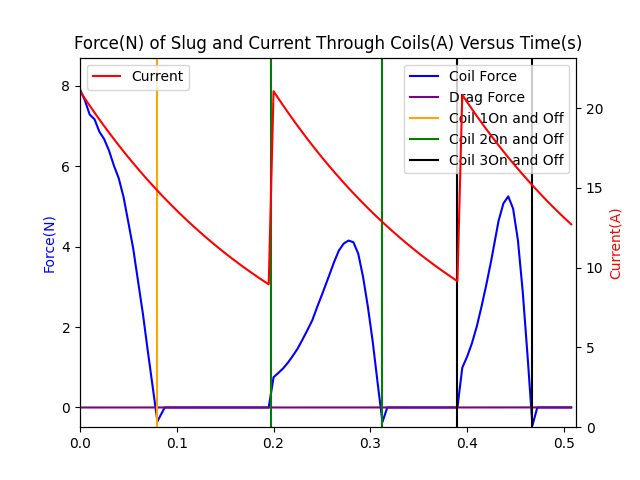 Force(N) of Slug and Current Through Coils(A) Versus Time(s)
Current
Coil Force
Drag Force
Coil 1On and Off
Coil 2On and Off
Coil 3On and Off
Force(N)
8
6
4
2
0
Current(A)
20
15
10
5
0
0.0 0.1 0.2 0.3 0.4 0.5